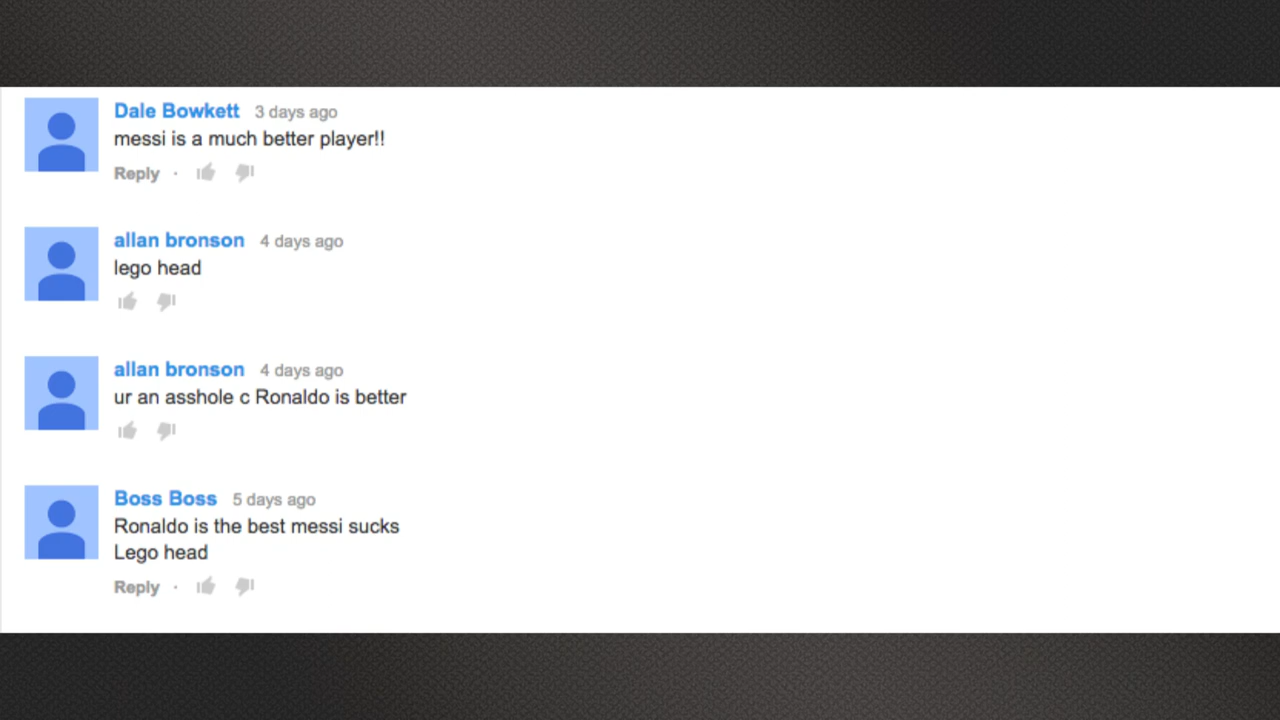 Dale Bowkett 3 days ago
messi is a much better player!!
Reply ·
allan bronson 4 days ago
lego head
allan bronson 4 days ago
ur an asshole c Ronaldo is better
Boss Boss 5 days ago
Ronaldo is the best messi sucks
Lego head
Reply ·